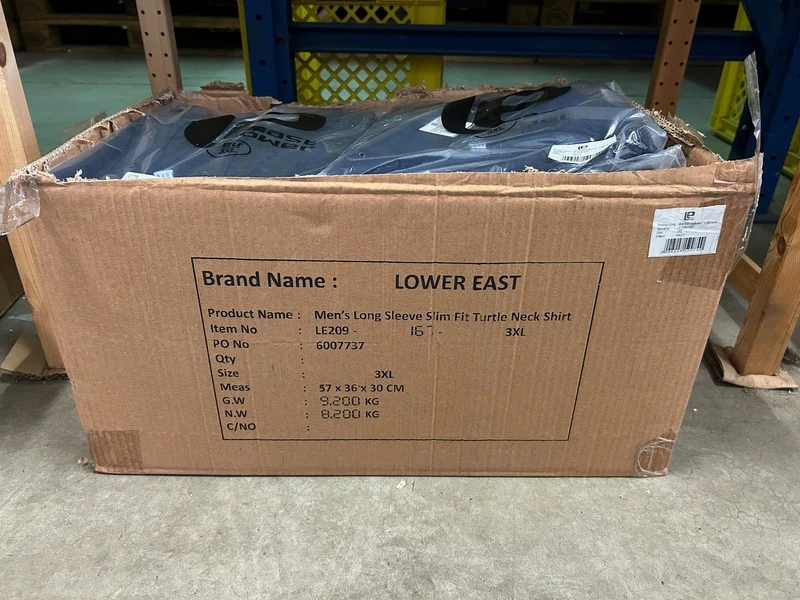 Brand Name : LOWER EAST
Product Name : Men's Long Sleeve Slim Fit Turtle Neck Shirt
Item No : LE209 - 167 - 3XL
PO No : 6007737
Qty :
Size : 3XL
Meas : 57 x 36 x 30 CM
G.W : 9.200 KG
N.W : 8.200 KG
C/NO :